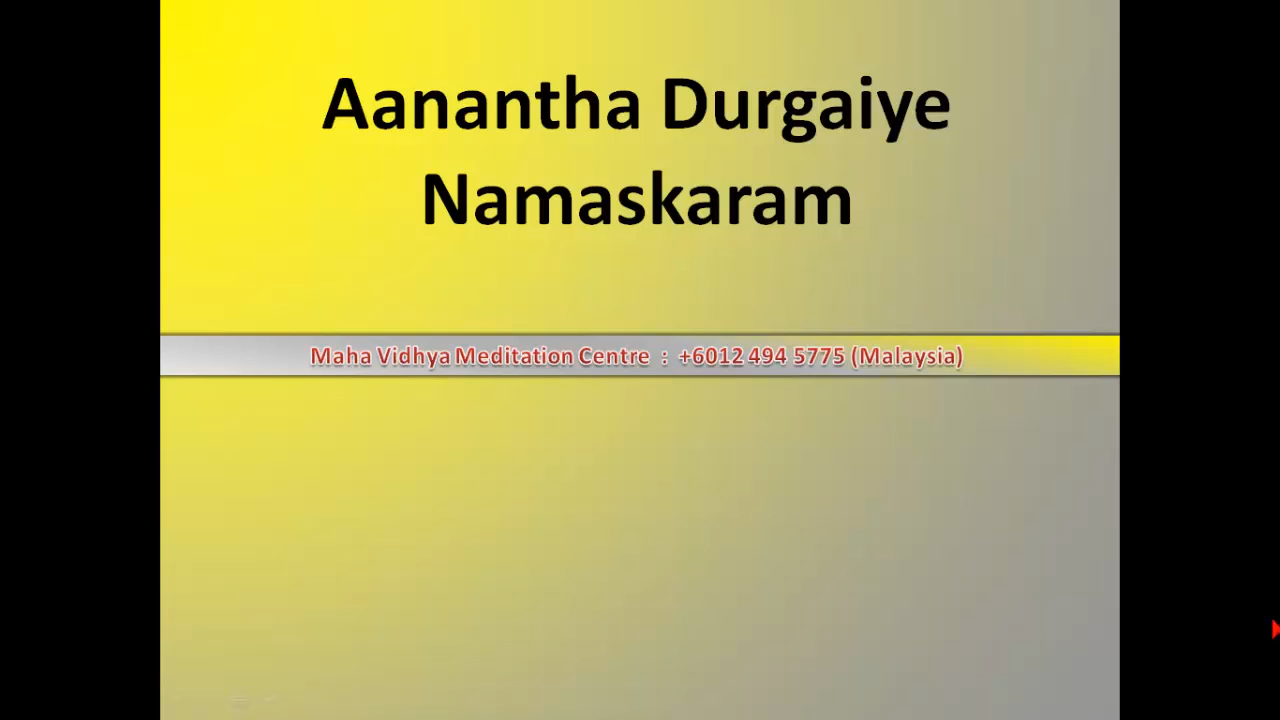 Aanantha Durgaiye
Namaskaram
Maha Vidhya Meditation Centre : +6012 494 5775 (Malaysia)